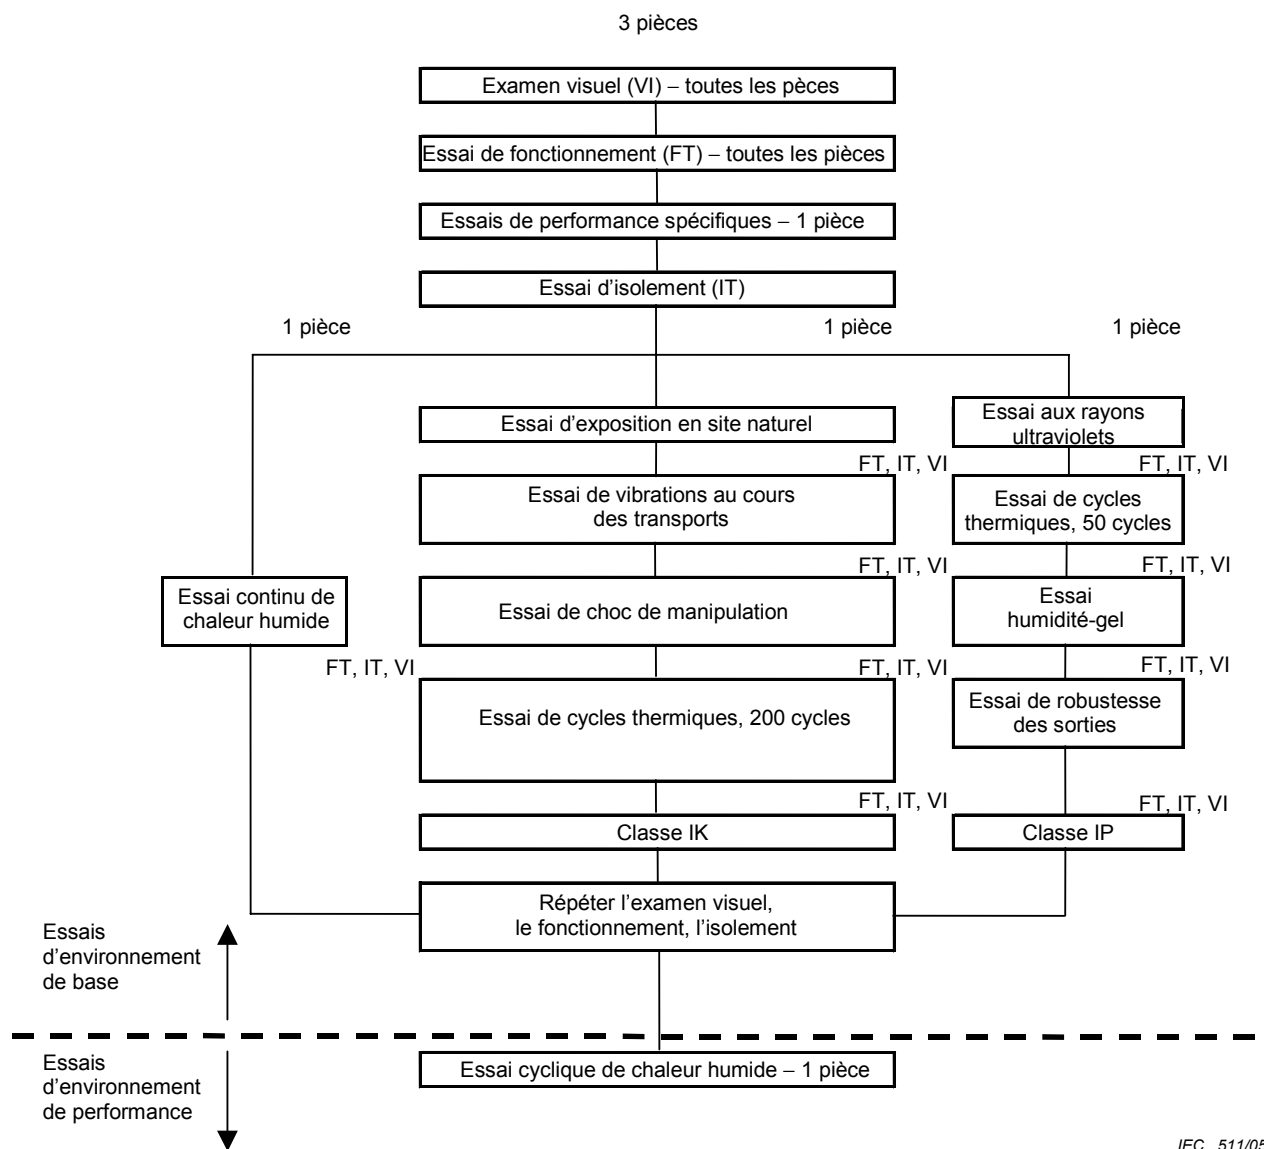 3 pièces
Examen visuel (VI) – toutes les pèces
Essai de fonctionnement (FT) – toutes les pièces
Essais de performance spécifiques – 1 pièce
Essai d’isolement (IT)
1 pièce
1 pièce
1 pièce
Essai d’exposition en site naturel
Essai aux rayons
ultraviolets
FT, IT, VI
FT, IT, VI
Essai de vibrations au cours
des transports
Essai de cycles
thermiques, 50 cycles
FT, IT, VI
FT, IT, VI
Essai continu de
chaleur humide
Essai de choc de manipulation
Essai
humidité-gel
FT, IT, VI
FT, IT, VI
FT, IT, VI
Essai de cycles thermiques, 200 cycles
Essai de robustesse
des sorties
FT, IT, VI
FT, IT, VI
Classe IK
Classe IP
Répéter l’examen visuel,
le fonctionnement, l’isolement
Essais
d’environnement
de base
Essais
d’environnement
de performance
Essai cyclique de chaleur humide – 1 pièce
IEC 511/05